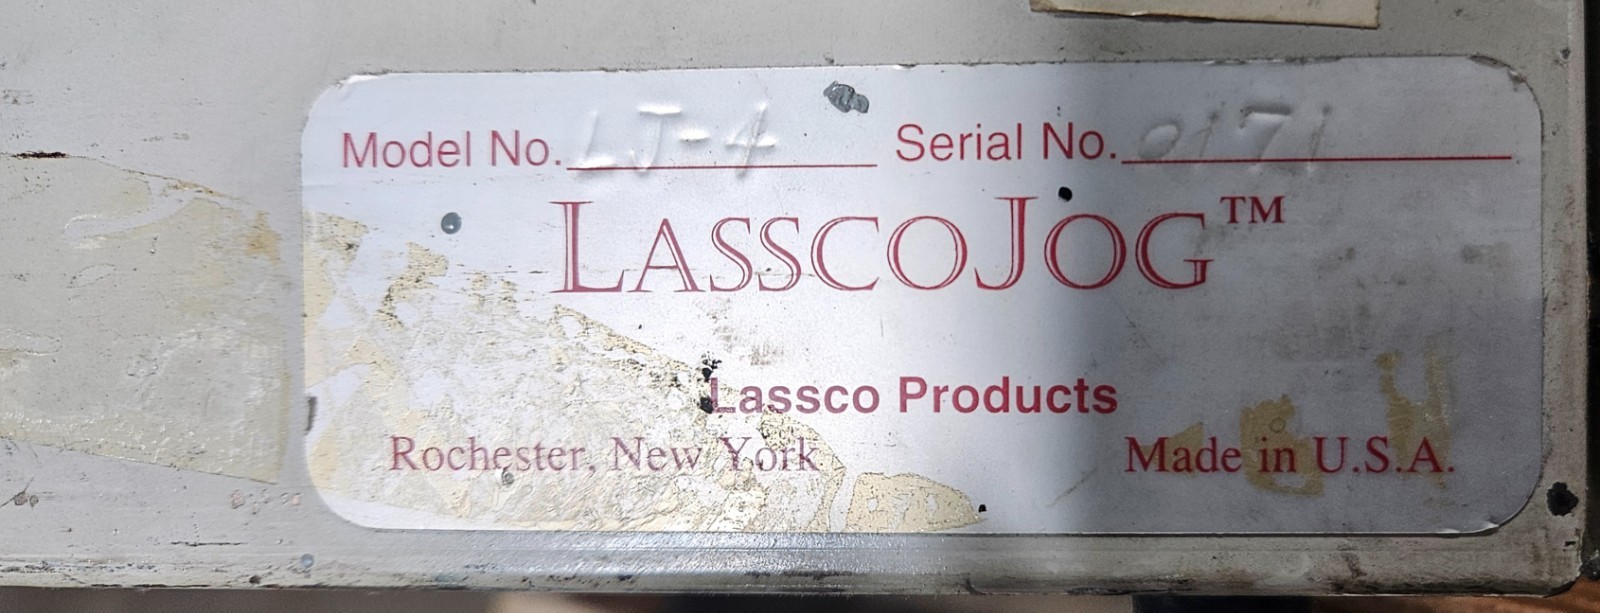 Model No. LJ-4 Serial No. 0171
LASSCOJOG™
Lassco Products
Rochester, New York Made in U.S.A.